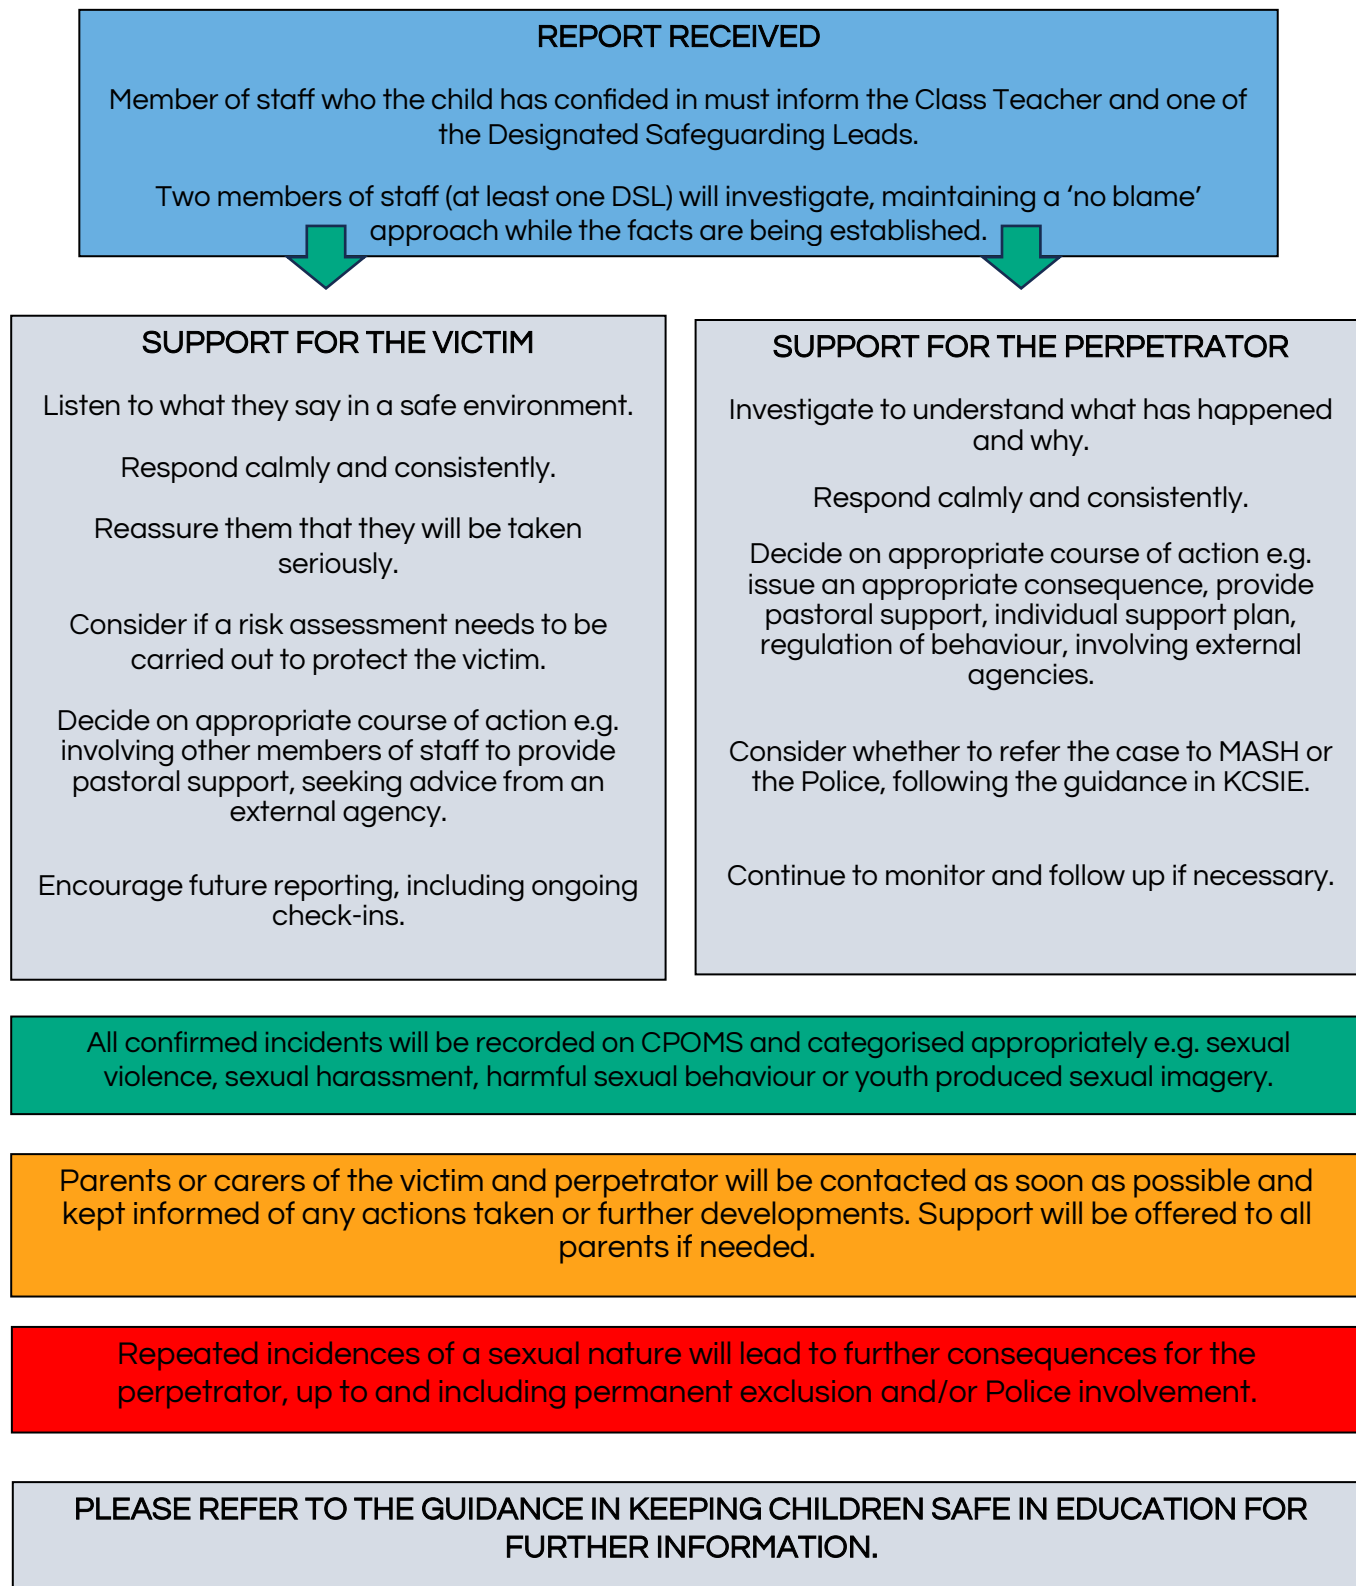 REPORT RECEIVED
Member of staff who the child has confided in must inform the Class Teacher and one of
the Designated Safeguarding Leads.
Two members of staff (at least one DSL) will investigate, maintaining a ‘no blame’
approach while the facts are being established.
SUPPORT FOR THE VICTIM
Listen to what they say in a safe environment.
Respond calmly and consistently.
Reassure them that they will be taken
seriously.
Consider if a risk assessment needs to be
carried out to protect the victim.
Decide on appropriate course of action e.g.
involving other members of staff to provide
pastoral support, seeking advice from an
external agency.
Encourage future reporting, including ongoing
check-ins.
SUPPORT FOR THE PERPETRATOR
Investigate to understand what has happened
and why.
Respond calmly and consistently.
Decide on appropriate course of action e.g.
issue an appropriate consequence, provide
pastoral support, individual support plan,
regulation of behaviour, involving external
agencies.
Consider whether to refer the case to MASH or
the Police, following the guidance in KCSIE.
Continue to monitor and follow up if necessary.
All confirmed incidents will be recorded on CPOMS and categorised appropriately e.g. sexual
violence, sexual harassment, harmful sexual behaviour or youth produced sexual imagery.
Parents or carers of the victim and perpetrator will be contacted as soon as possible and
kept informed of any actions taken or further developments. Support will be offered to all
parents if needed.
Repeated incidences of a sexual nature will lead to further consequences for the
perpetrator, up to and including permanent exclusion and/or Police involvement.
PLEASE REFER TO THE GUIDANCE IN KEEPING CHILDREN SAFE IN EDUCATION FOR
FURTHER INFORMATION.